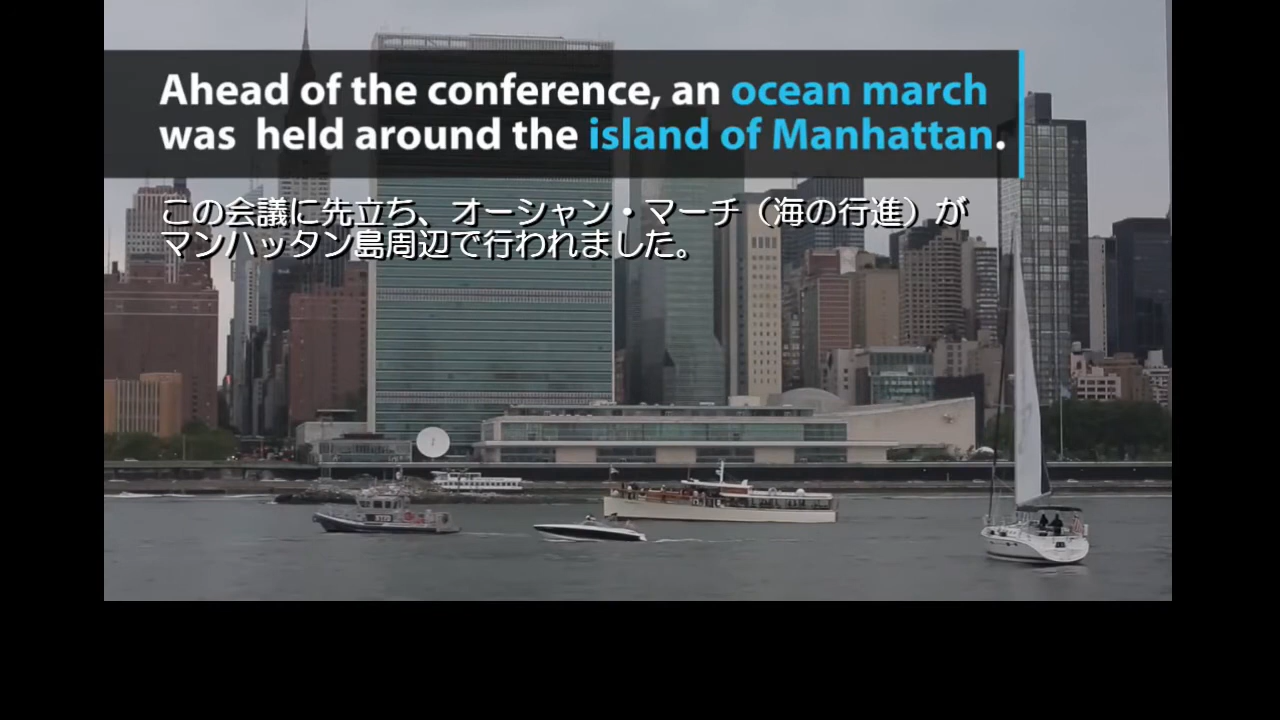 Ahead of the conference, an ocean march
was  held around the island of Manhattan.
この会議に先立ち、オーシャン・マーチ（海の行進）が
マンハッタン島周辺で行われました。